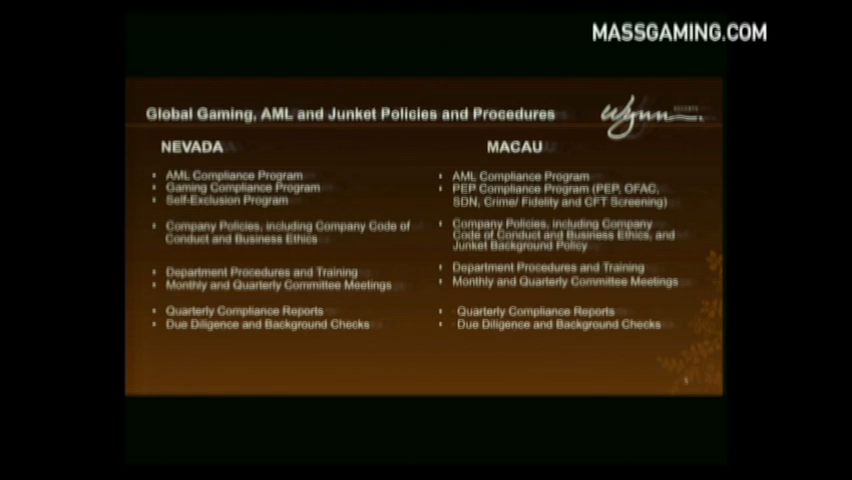 MASSGAMING.COM
Global Gaming, AML and Junket Policies and Procedures
Wynn
NEVADA
AML Compliance Program
Gaming Compliance Program
Self-Exclusion Program
Company Policies, including Company Code of
Conduct and Business Ethics
Department Procedures and Training
Monthly and Quarterly Committee Meetings
Quarterly Compliance Reports
Due Diligence and Background Checks
MACAU
AML Compliance Program
PEP Compliance Program (PEP, OFAC,
SDN, Crime/ Fidelity and CFT Screening)
Company Policies, including Company
Code of Conduct and Business Ethics, and
Junket Background Policy
Department Procedures and Training
Monthly and Quarterly Committee Meetings
Quarterly Compliance Reports
Due Diligence and Background Checks